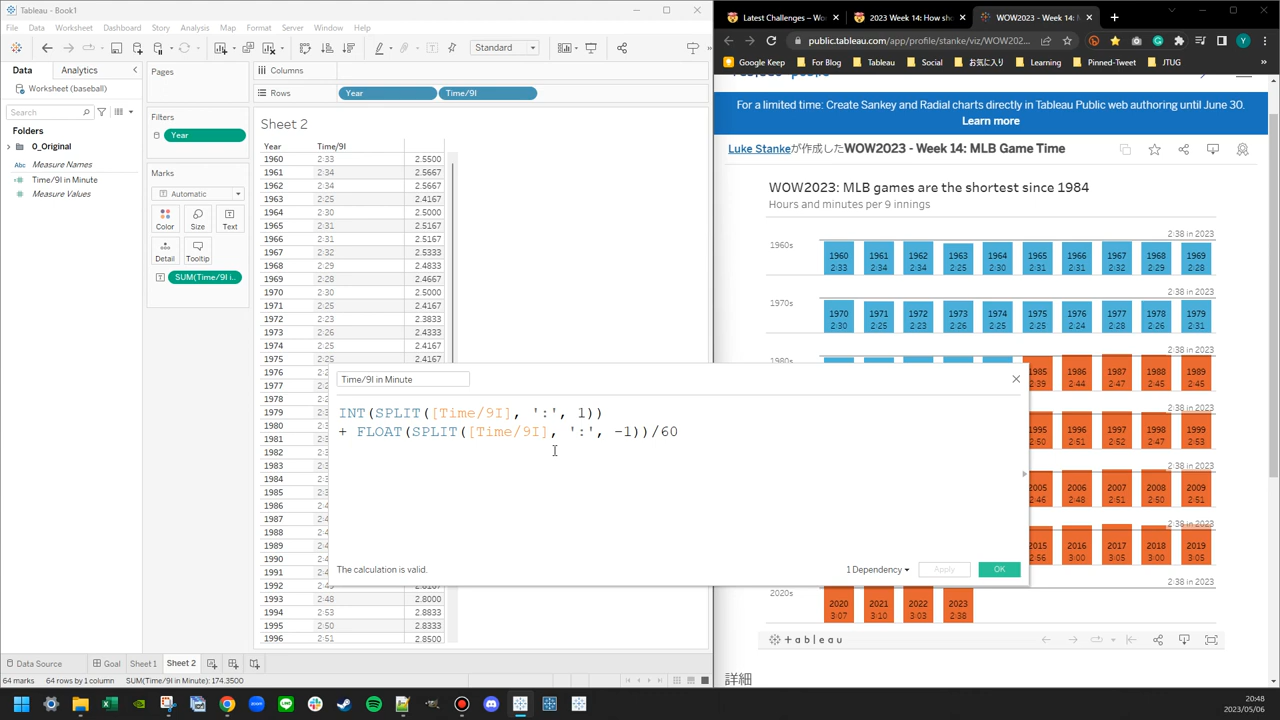 Tableau - Book1
File Data Worksheet Dashboard Story Analysis Map Format Server Window Help
Standard
Data Analytics
Worksheet (baseball)
Search
Folders
0_Original
Abc Measure Names
Time/9I in Minute
Measure Values
Pages
Filters
Year
Marks
Automatic
Color Size Text
Detail Tooltip
SUM(Time/9I i..
Columns
Rows Year Time/9I
Sheet 2
Year Time/9I
1960 2:33 2.5500
1961 2:34 2.5667
1962 2:34 2.5667
1963 2:25 2.4167
1964 2:30 2.5000
1965 2:31 2.5167
1966 2:31 2.5167
1967 2:32 2.5333
1968 2:29 2.4833
1969 2:28 2.4667
1970 2:30 2.5000
1971 2:25 2.4167
1972 2:23 2.3833
1973 2:26 2.4333
1974 2:25 2.4167
1975 2:25 2.4167
1976
1977
1978
1979
1980
1981
1982
1983
1984
1985
1986
1987
1988
1989
1990
1991
1992
1993 2:48 2.8000
1994 2:53 2.8833
1995 2:50 2.8333
1996 2:51 2.8500
Time/9I in Minute
INT(SPLIT([Time/9I], ':', 1))
+ FLOAT(SPLIT([Time/9I], ':', -1))/60
The calculation is valid.
1 Dependency Apply OK
Data Source Goal Sheet 1 Sheet 2
64 marks 64 rows by 1 column SUM(Time/9I in Minute): 174.3500
Latest Challenges – Wo
2023 Week 14: How sh
WOW2023 - Week 14: M
public.tableau.com/app/profile/stanke/viz/WOW202...
Google Keep For Blog Tableau Social お気に入り Learning Pinned-Tweet JTUG
For a limited time: Create Sankey and Radial charts directly in Tableau Public web authoring until June 30.
Learn more
Luke Stankeが作成したWOW2023 - Week 14: MLB Game Time
WOW2023: MLB games are the shortest since 1984
Hours and minutes per 9 innings
2:38 in 2023
1960s
1960 1961 1962 1963 1964 1965 1966 1967 1968 1969
2:33 2:34 2:34 2:25 2:30 2:31 2:31 2:32 2:29 2:28
2:38 in 2023
1970s
1970 1971 1972 1973 1974 1975 1976 1977 1978 1979
2:30 2:25 2:23 2:26 2:25 2:25 2:24 2:28 2:26 2:31
2:38 in 2023
1985 1986 1987 1988 1989
2:39 2:44 2:48 2:45 2:45
2:38 in 2023
1995 1996 1997 1998 1999
2:50 2:51 2:52 2:47 2:53
2:38 in 2023
2005 2006 2007 2008 2009
2:46 2:48 2:51 2:50 2:51
2:38 in 2023
2015 2016 2017 2018 2019
2:56 3:00 3:05 3:00 3:05
2:38 in 2023
2020s
2020 2021 2022 2023
3:07 3:10 3:03 2:38
+ableau
詳細
20:48
2023/05/06